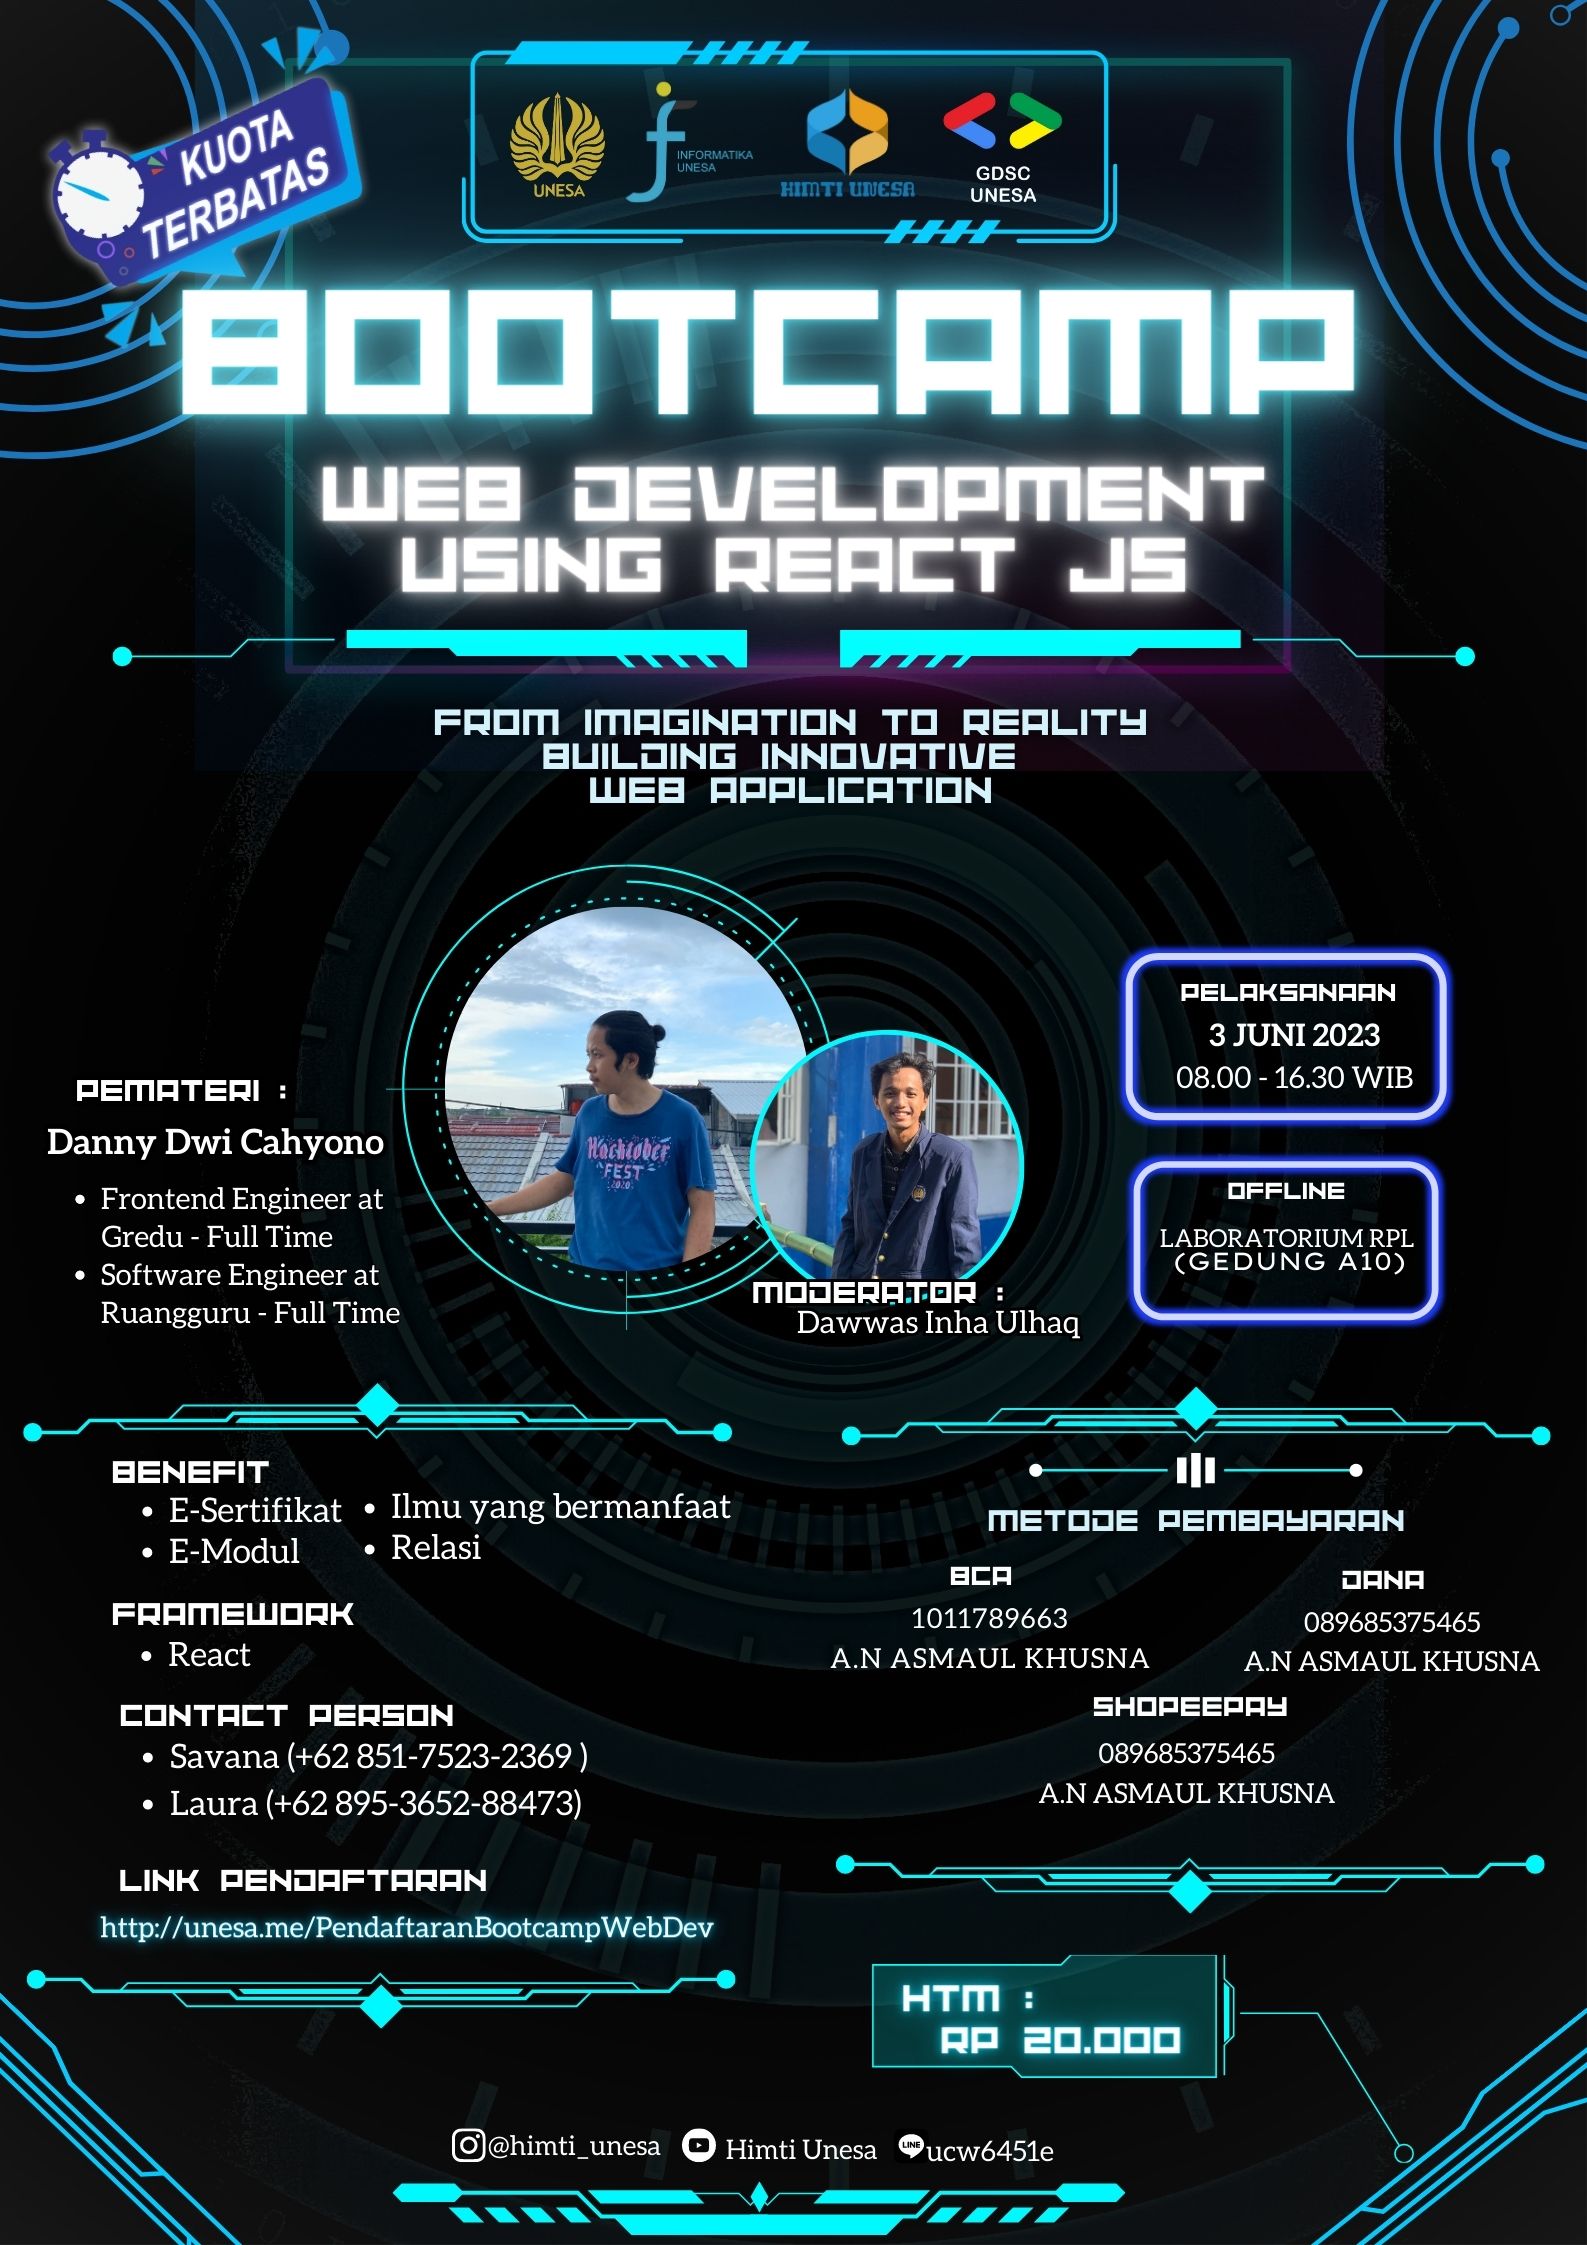 KUOTA
TERBATAS
UNESA
INFORMATIKA
UNESA
HIMTI UNESA
GDSC
UNESA
BOOTCAMP
WEB DEVELOPMENT
USING REACT JS
FROM IMAGINATION TO REALITY
BUILDING INNOVATIVE
WEB APPLICATION
PEMATERI :
Danny Dwi Cahyono
• Frontend Engineer at
Gredu - Full Time
• Software Engineer at
Ruangguru - Full Time
Hacktober
FEST
2020
MODERATOR :
Dawwas Inha Ulhaq
PELAKSANAAN
3 JUNI 2023
08.00 - 16.30 WIB
OFFLINE
LABORATORIUM RPL
(GEDUNG A10)
BENEFIT
• E-Sertifikat
• E-Modul
• Ilmu yang bermanfaat
• Relasi
FRAMEWORK
• React
CONTACT PERSON
• Savana (+62 851-7523-2369 )
• Laura (+62 895-3652-88473)
LINK PENDAFTARAN
http://unesa.me/PendaftaranBootcampWebDev
METODE PEMBAYARAN
BCA
1011789663
A.N ASMAUL KHUSNA
DANA
089685375465
A.N ASMAUL KHUSNA
SHOPEEPAY
089685375465
A.N ASMAUL KHUSNA
HTM :
RP 20.000
@himti_unesa
Himti Unesa
LINE
ucw6451e